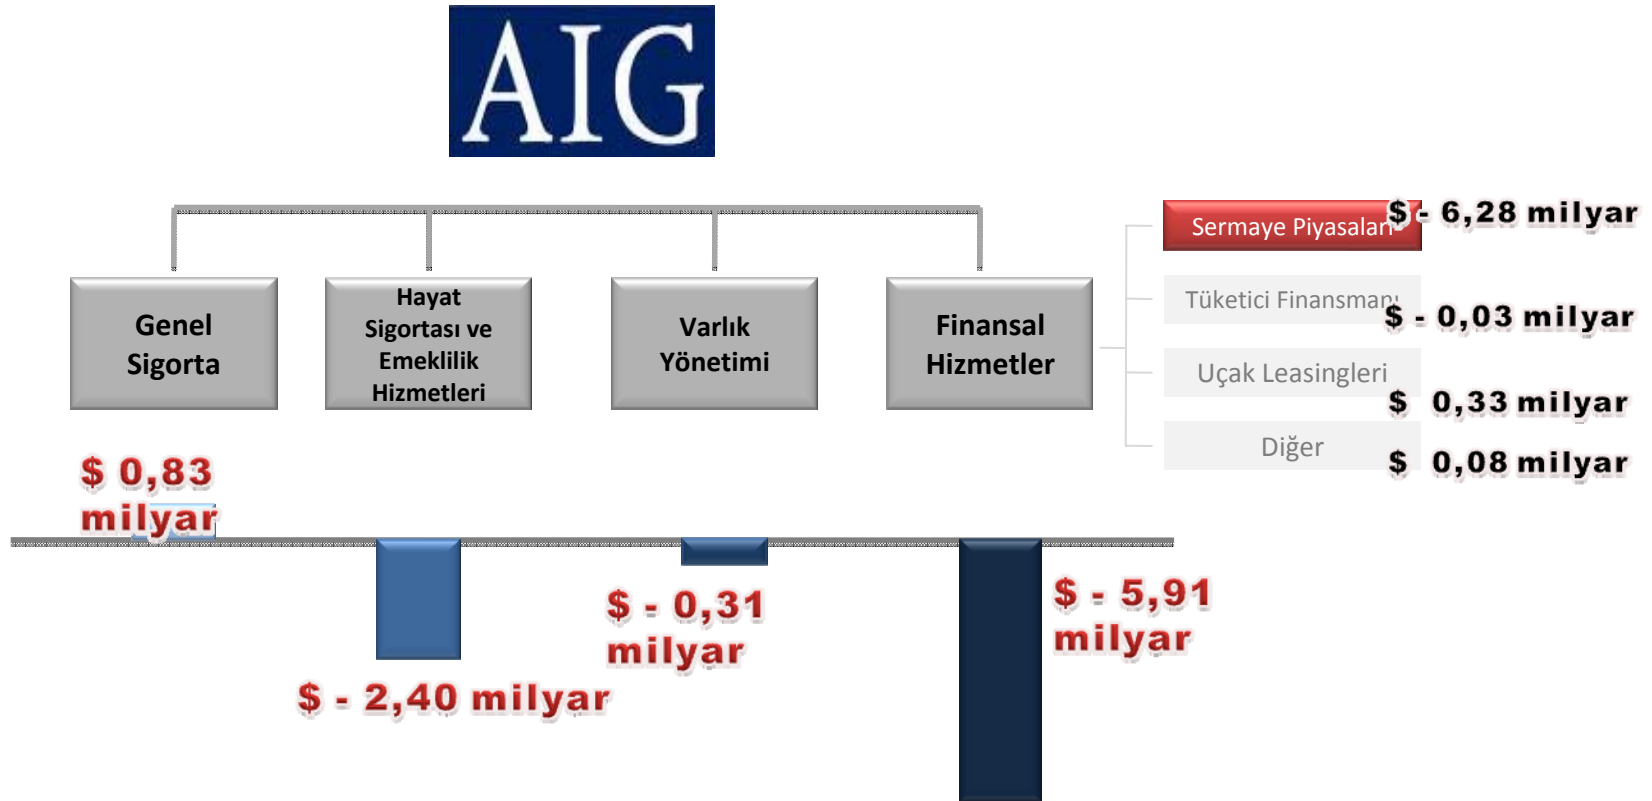 AIG
Genel
Sigorta
Hayat
Sigortası ve
Emeklilik
Hizmetleri
Varlık
Yönetimi
Finansal
Hizmetler
Sermaye Piyasaları
$ - 6,28 milyar
Tüketici Finansmanı
$ - 0,03 milyar
Uçak Leasingleri
$ 0,33 milyar
Diğer
$ 0,08 milyar
$ 0,83
milyar
$ - 2,40 milyar
$ - 0,31
milyar
$ - 5,91
milyar